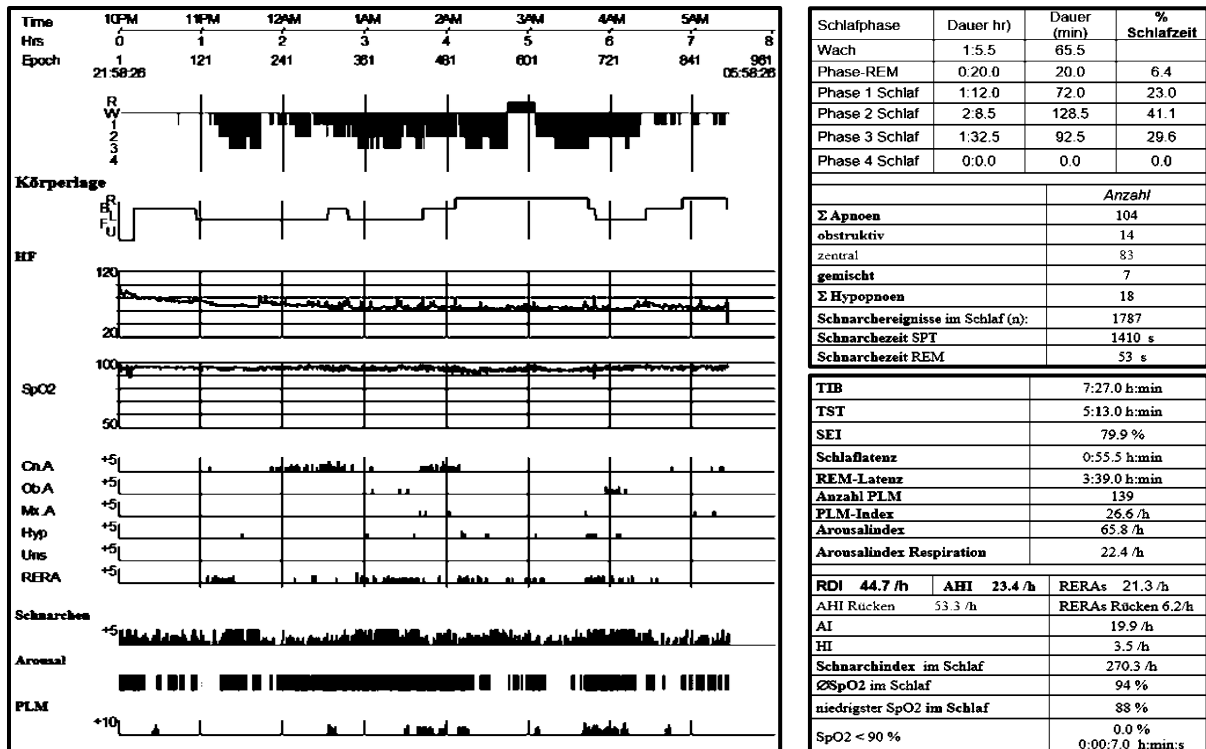 Time 10PM 11PM 12AM 1AM 2AM 3AM 4AM 5AM
Hrs 0 1 2 3 4 5 6 7 8
Epoch 1 121 241 361 481 601 721 841 961
21:58:26 05:58:26
R
W
1
2
3
4
Körperlage
R
B
L
F
U
HF
120
20
SpO2
100
50
Cn.A +5
Ob.A +5
Mx.A +5
Hyp +5
Uns +5
RERA +5
Schnarchen
+5
Arousal
PLM
+10
Schlafphase Dauer hr) Dauer (min) % Schlafzeit
Wach 1:5.5 65.5
Phase-REM 0:20.0 20.0 6.4
Phase 1 Schlaf 1:12.0 72.0 23.0
Phase 2 Schlaf 2:8.5 128.5 41.1
Phase 3 Schlaf 1:32.5 92.5 29.6
Phase 4 Schlaf 0:0.0 0.0 0.0
Anzahl
Σ Apnoen 104
obstruktiv 14
zentral 83
gemischt 7
Σ Hypopnoen 18
Schnarchereignisse im Schlaf (n): 1787
Schnarchezeit SPT 1410 s
Schnarchezeit REM 53 s
TIB 7:27.0 h:min
TST 5:13.0 h:min
SEI 79.9 %
Schlaflatenz 0:55.5 h:min
REM-Latenz 3:39.0 h:min
Anzahl PLM 139
PLM-Index 26.6 /h
Arousalindex 65.8 /h
Arousalindex Respiration 22.4 /h
RDI 44.7 /h AHI 23.4 /h RERAs 21.3 /h
AHI Rücken 53.3 /h RERAs Rücken 6.2/h
AI 19.9 /h
HI 3.5 /h
Schnarchindex im Schlaf 270.3 /h
ØSpO2 im Schlaf 94 %
niedrigster SpO2 im Schlaf 88 %
SpO2 < 90 % 0.0 %
0:00:7.0 h:min:s